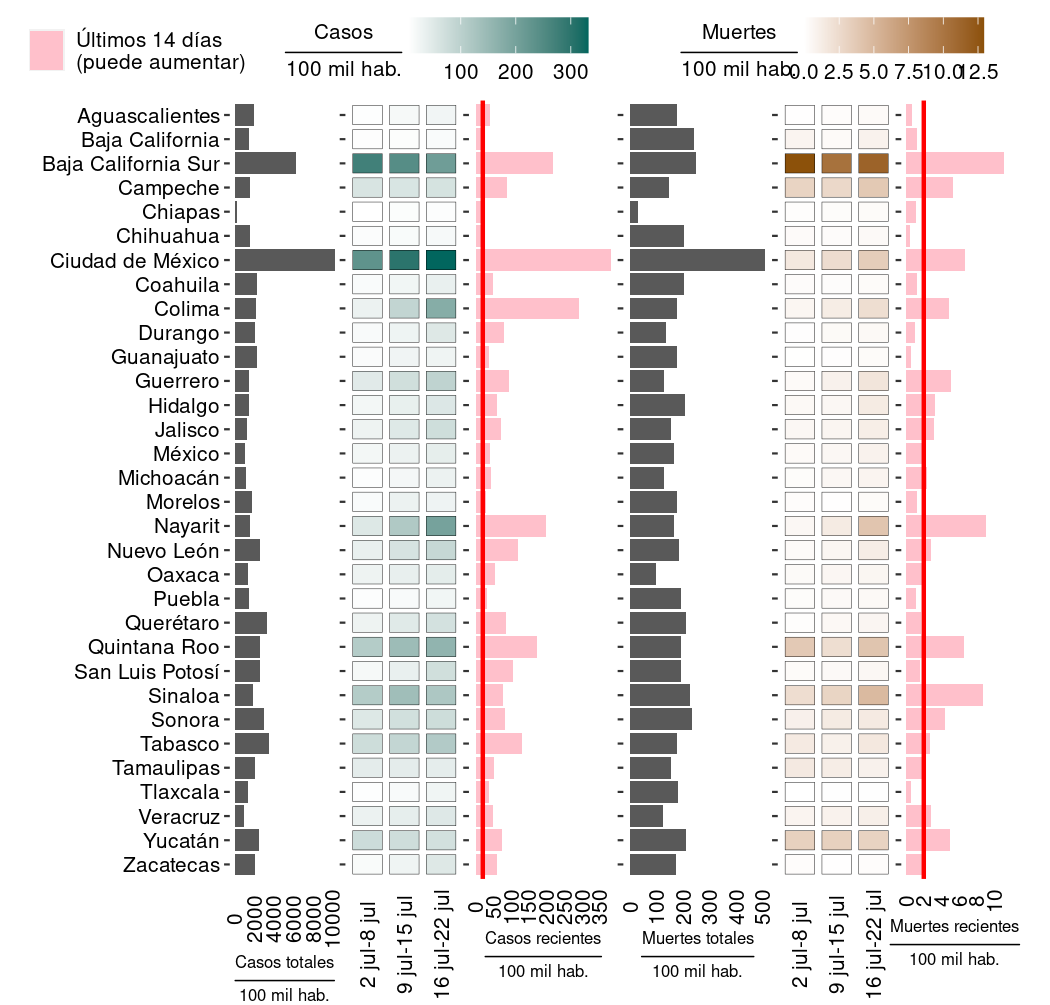 Últimos 14 días
(puede aumentar)
Casos
100 mil hab.
100 200 300
Muertes
100 mil hab.
0.0 2.5 5.0 7.5 10.0 12.5
Aguascalientes
Baja California
Baja California Sur
Campeche
Chiapas
Chihuahua
Ciudad de México
Coahuila
Colima
Durango
Guanajuato
Guerrero
Hidalgo
Jalisco
México
Michoacán
Morelos
Nayarit
Nuevo León
Oaxaca
Puebla
Querétaro
Quintana Roo
San Luis Potosí
Sinaloa
Sonora
Tabasco
Tamaulipas
Tlaxcala
Veracruz
Yucatán
Zacatecas
0 2000 4000 6000 8000 10000
Casos totales
100 mil hab.
2 jul-8 jul
9 jul-15 jul
16 jul-22 jul
0 50 100 150 200 250 300 350
Casos recientes
100 mil hab.
0 100 200 300 400 500
Muertes totales
100 mil hab.
2 jul-8 jul
9 jul-15 jul
16 jul-22 jul
0 2 4 6 8 10
Muertes recientes
100 mil hab.